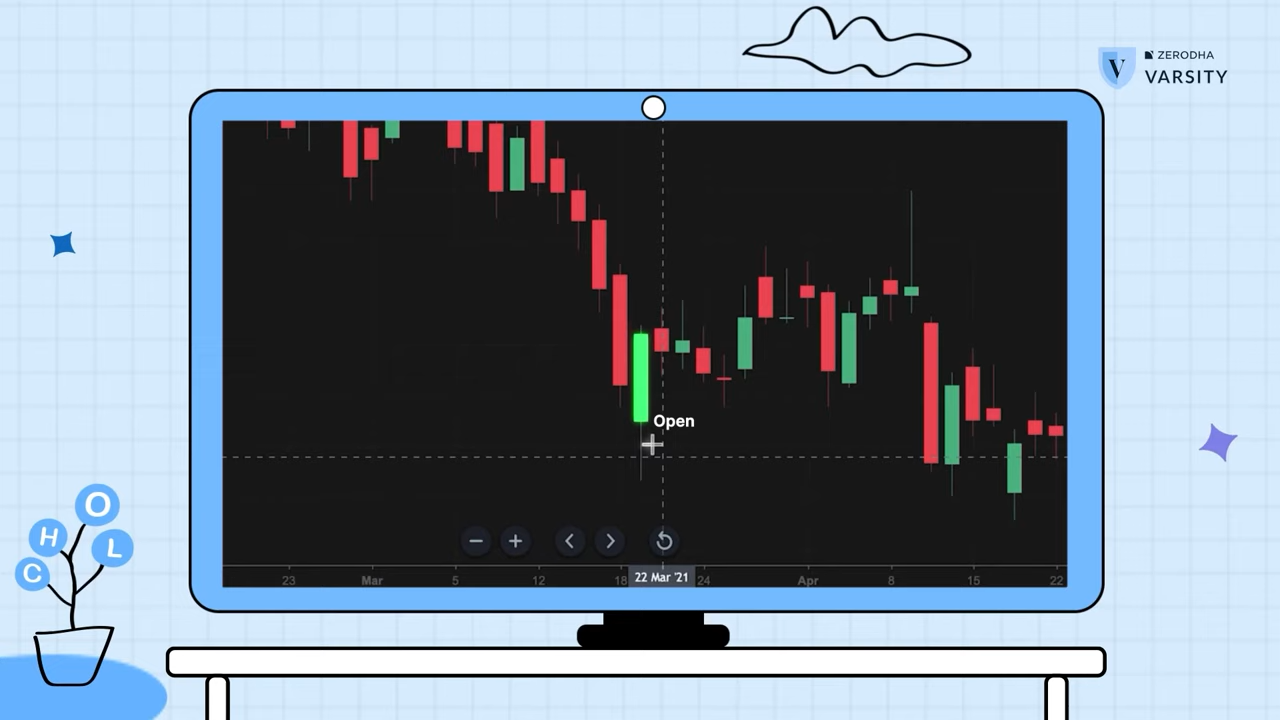 ZERODHA
V
VARSITY
Open
O
H
L
C
23 Mar 5 12 18 22 Mar '21 24 Apr 8 15 22